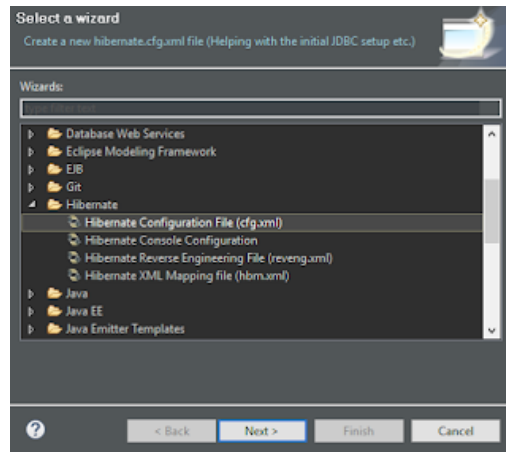 Select a wizard
Create a new hibernate.cfg.xml file (Helping with the initial JDBC setup etc.)
Wizards:
type filter text
Database Web Services
Eclipse Modeling Framework
EJB
Git
Hibernate
Hibernate Configuration File (cfg.xml)
Hibernate Console Configuration
Hibernate Reverse Engineering File (reveng.xml)
Hibernate XML Mapping file (hbm.xml)
Java
Java EE
Java Emitter Templates
?
< Back Next > Finish Cancel